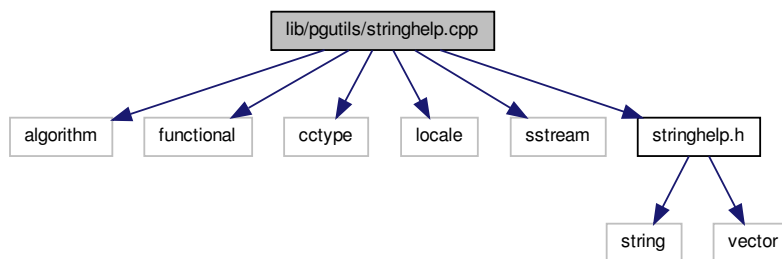 lib/pgutils/stringhelp.cpp
algorithm
functional
cctype
locale
sstream
stringhelp.h
string
vector